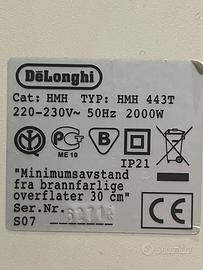 DeLonghi
Cat: HMH TYP: HMH 443T
220-230V~ 50Hz 2000W
ME 10
B
IP21
"Minimumsavstand
fra brannfarlige
overflater 30 cm"
Ser.Nr.
S07
CE